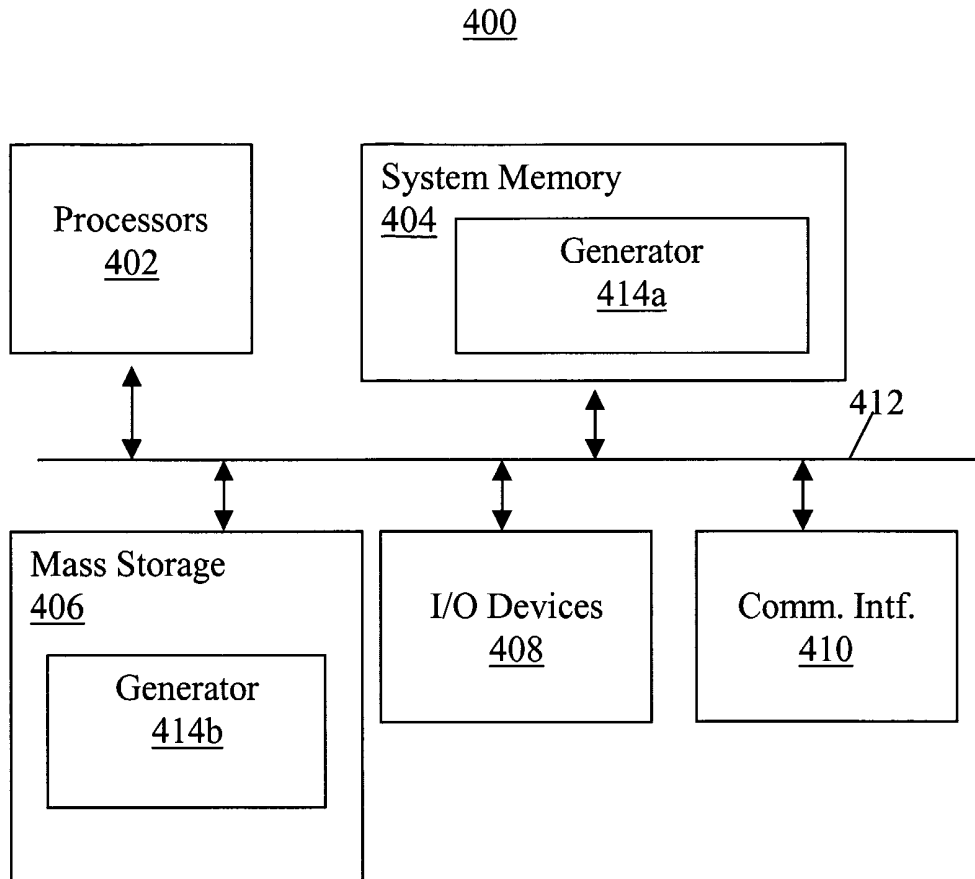 400
Processors
402
System Memory
404
Generator
414a
412
Mass Storage
406
Generator
414b
I/O Devices
408
Comm. Intf.
410